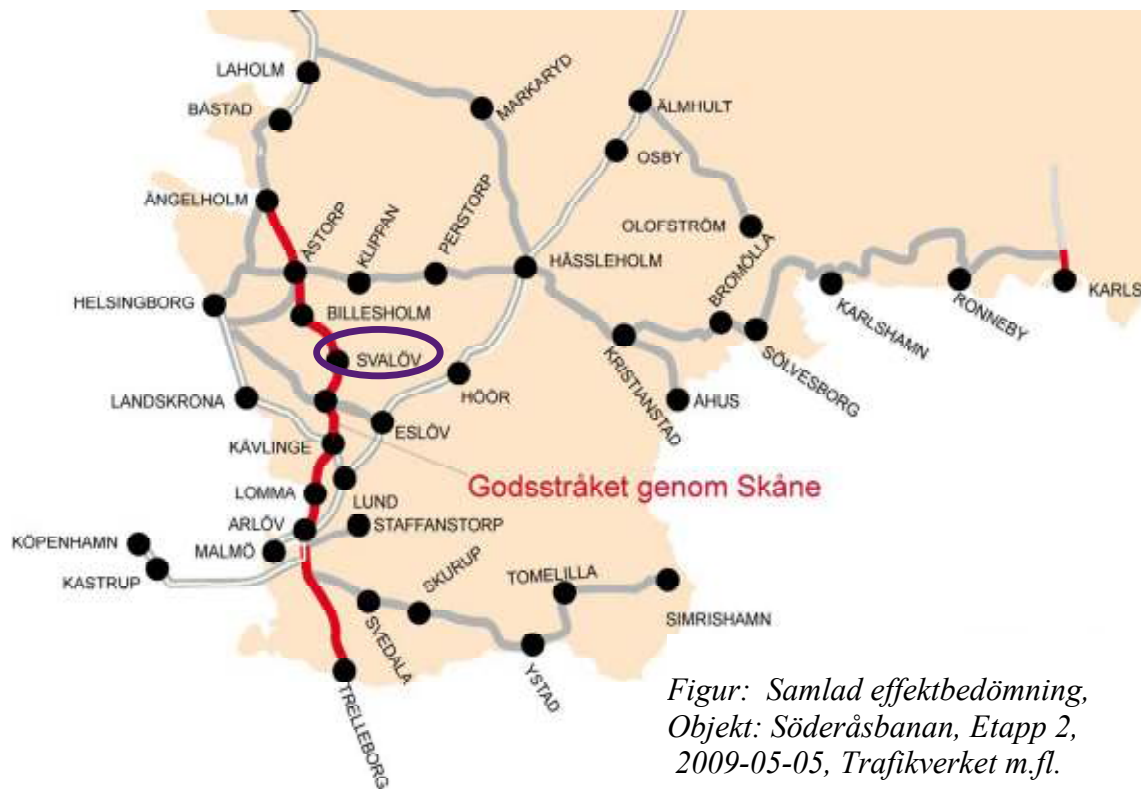 LAHOLM
BÅSTAD
MARKARYD
ÄLMHULT
OSBY
ÄNGELHOLM
ÅSTORP
KLIPPAN
PERSTORP
OLOFSTRÖM
HÄSSLEHOLM
BROMÖLLA
HELSINGBORG
BILLESHOLM
KARLSHAMN
RONNEBY
KARLS
SVALÖV
SÖLVESBORG
KRISTIANSTAD
LANDSKRONA
HÖÖR
ÅHUS
ESLÖV
KÄVLINGE
Godsstråket genom Skåne
LOMMA
LUND
ARLÖV
STAFFANSTORP
KÖPENHAMN
MALMÖ
KASTRUP
SKURUP
TOMELILLA
SIMRISHAMN
SVEDALA
YSTAD
TRELLEBORG
Figur: Samlad effektbedömning,
Objekt: Söderåsbanan, Etapp 2,
2009-05-05, Trafikverket m.fl.